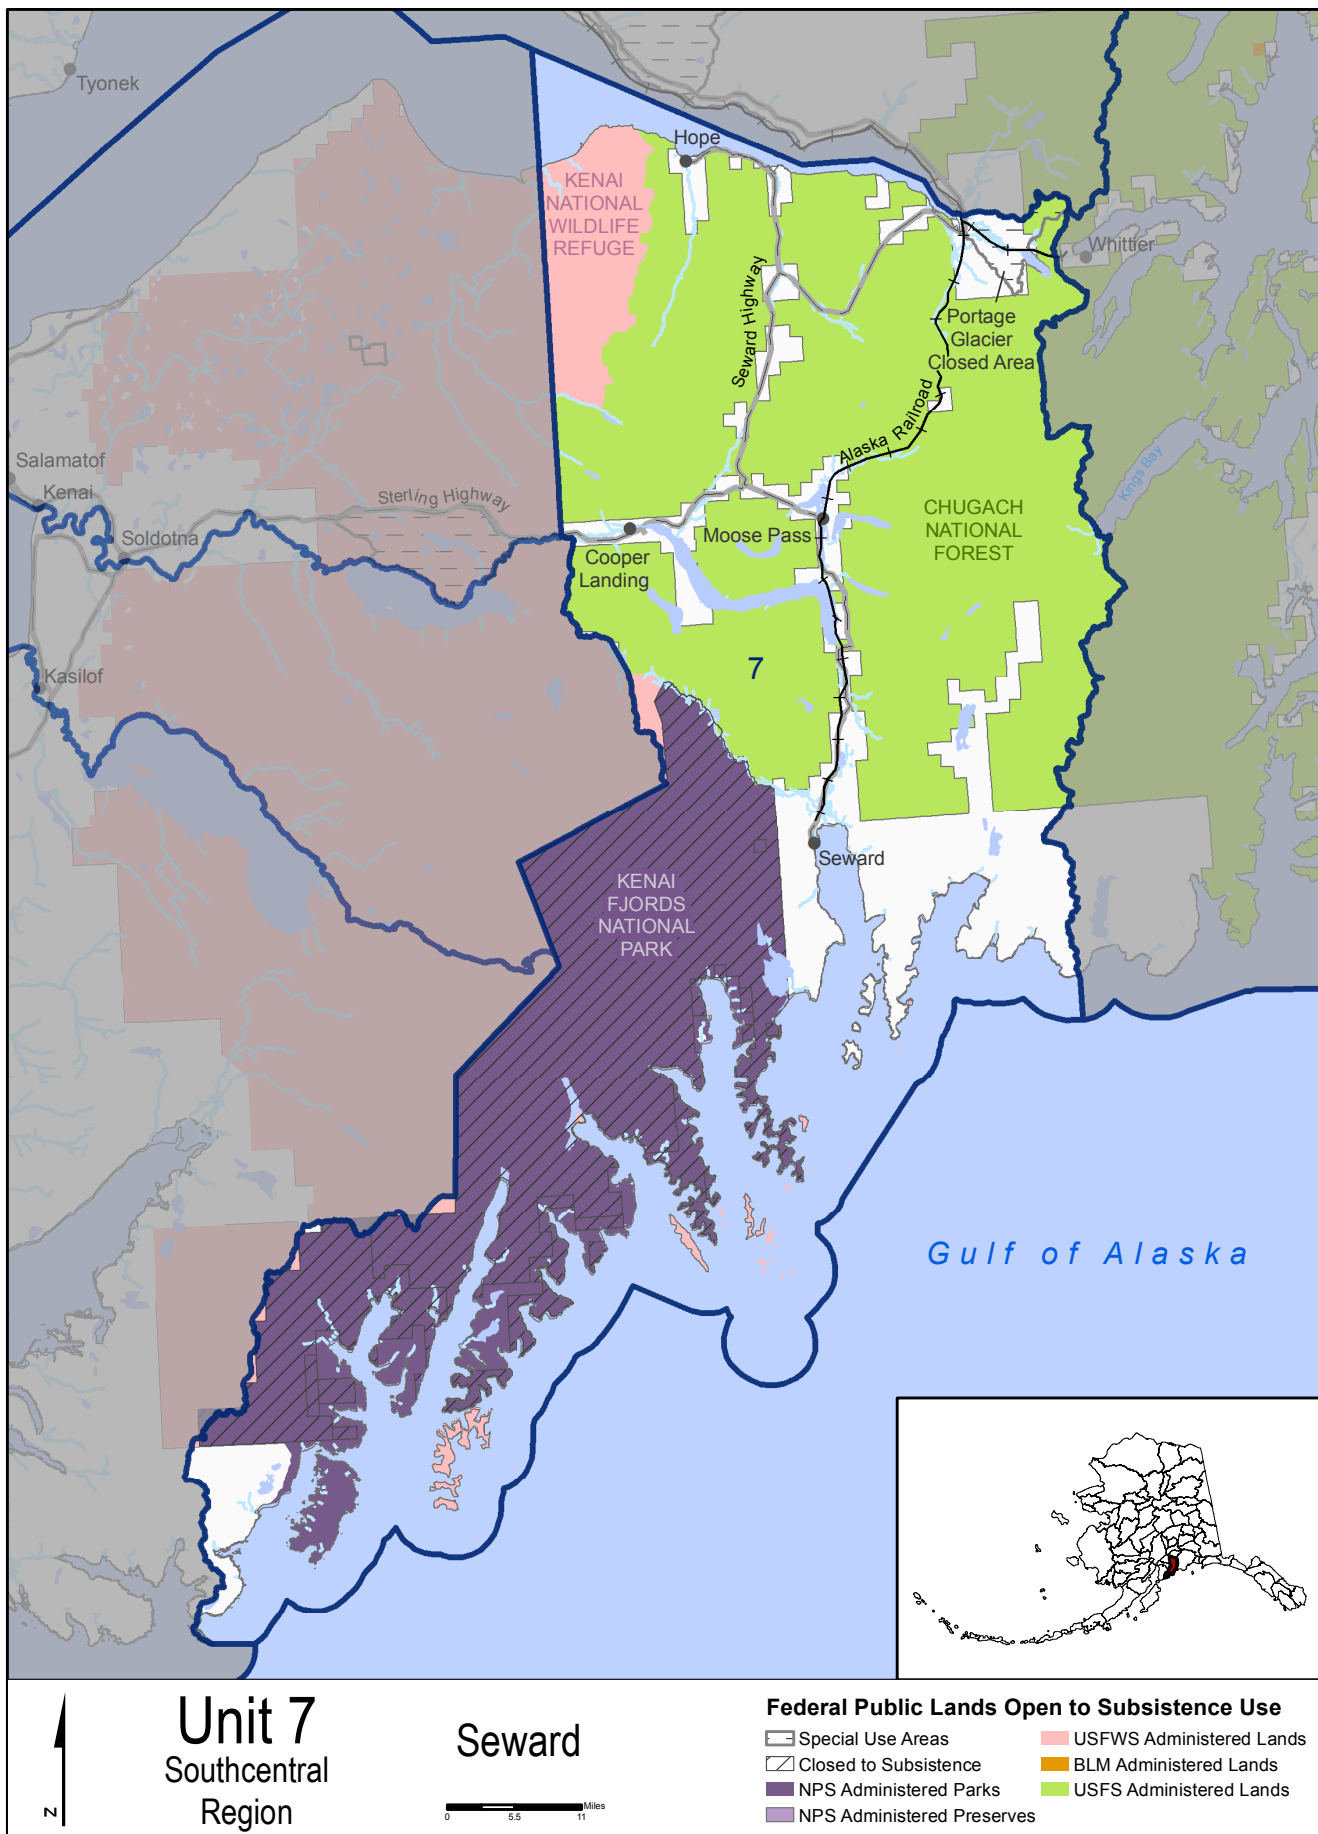 Tyonek
Hope
KENAI
NATIONAL
WILDLIFE
REFUGE
Whittier
Seward Highway
Portage
Glacier
Closed Area
Alaska Railroad
Kings Bay
Salamatof
Kenai
Sterling Highway
Soldotna
CHUGACH
NATIONAL
FOREST
Moose Pass
Cooper
Landing
7
Kasilof
Seward
KENAI
FJORDS
NATIONAL
PARK
Gulf of Alaska
N
Unit 7
Southcentral
Region
Seward
0 5.5 11 Miles
Federal Public Lands Open to Subsistence Use
Special Use Areas
Closed to Subsistence
NPS Administered Parks
NPS Administered Preserves
USFWS Administered Lands
BLM Administered Lands
USFS Administered Lands